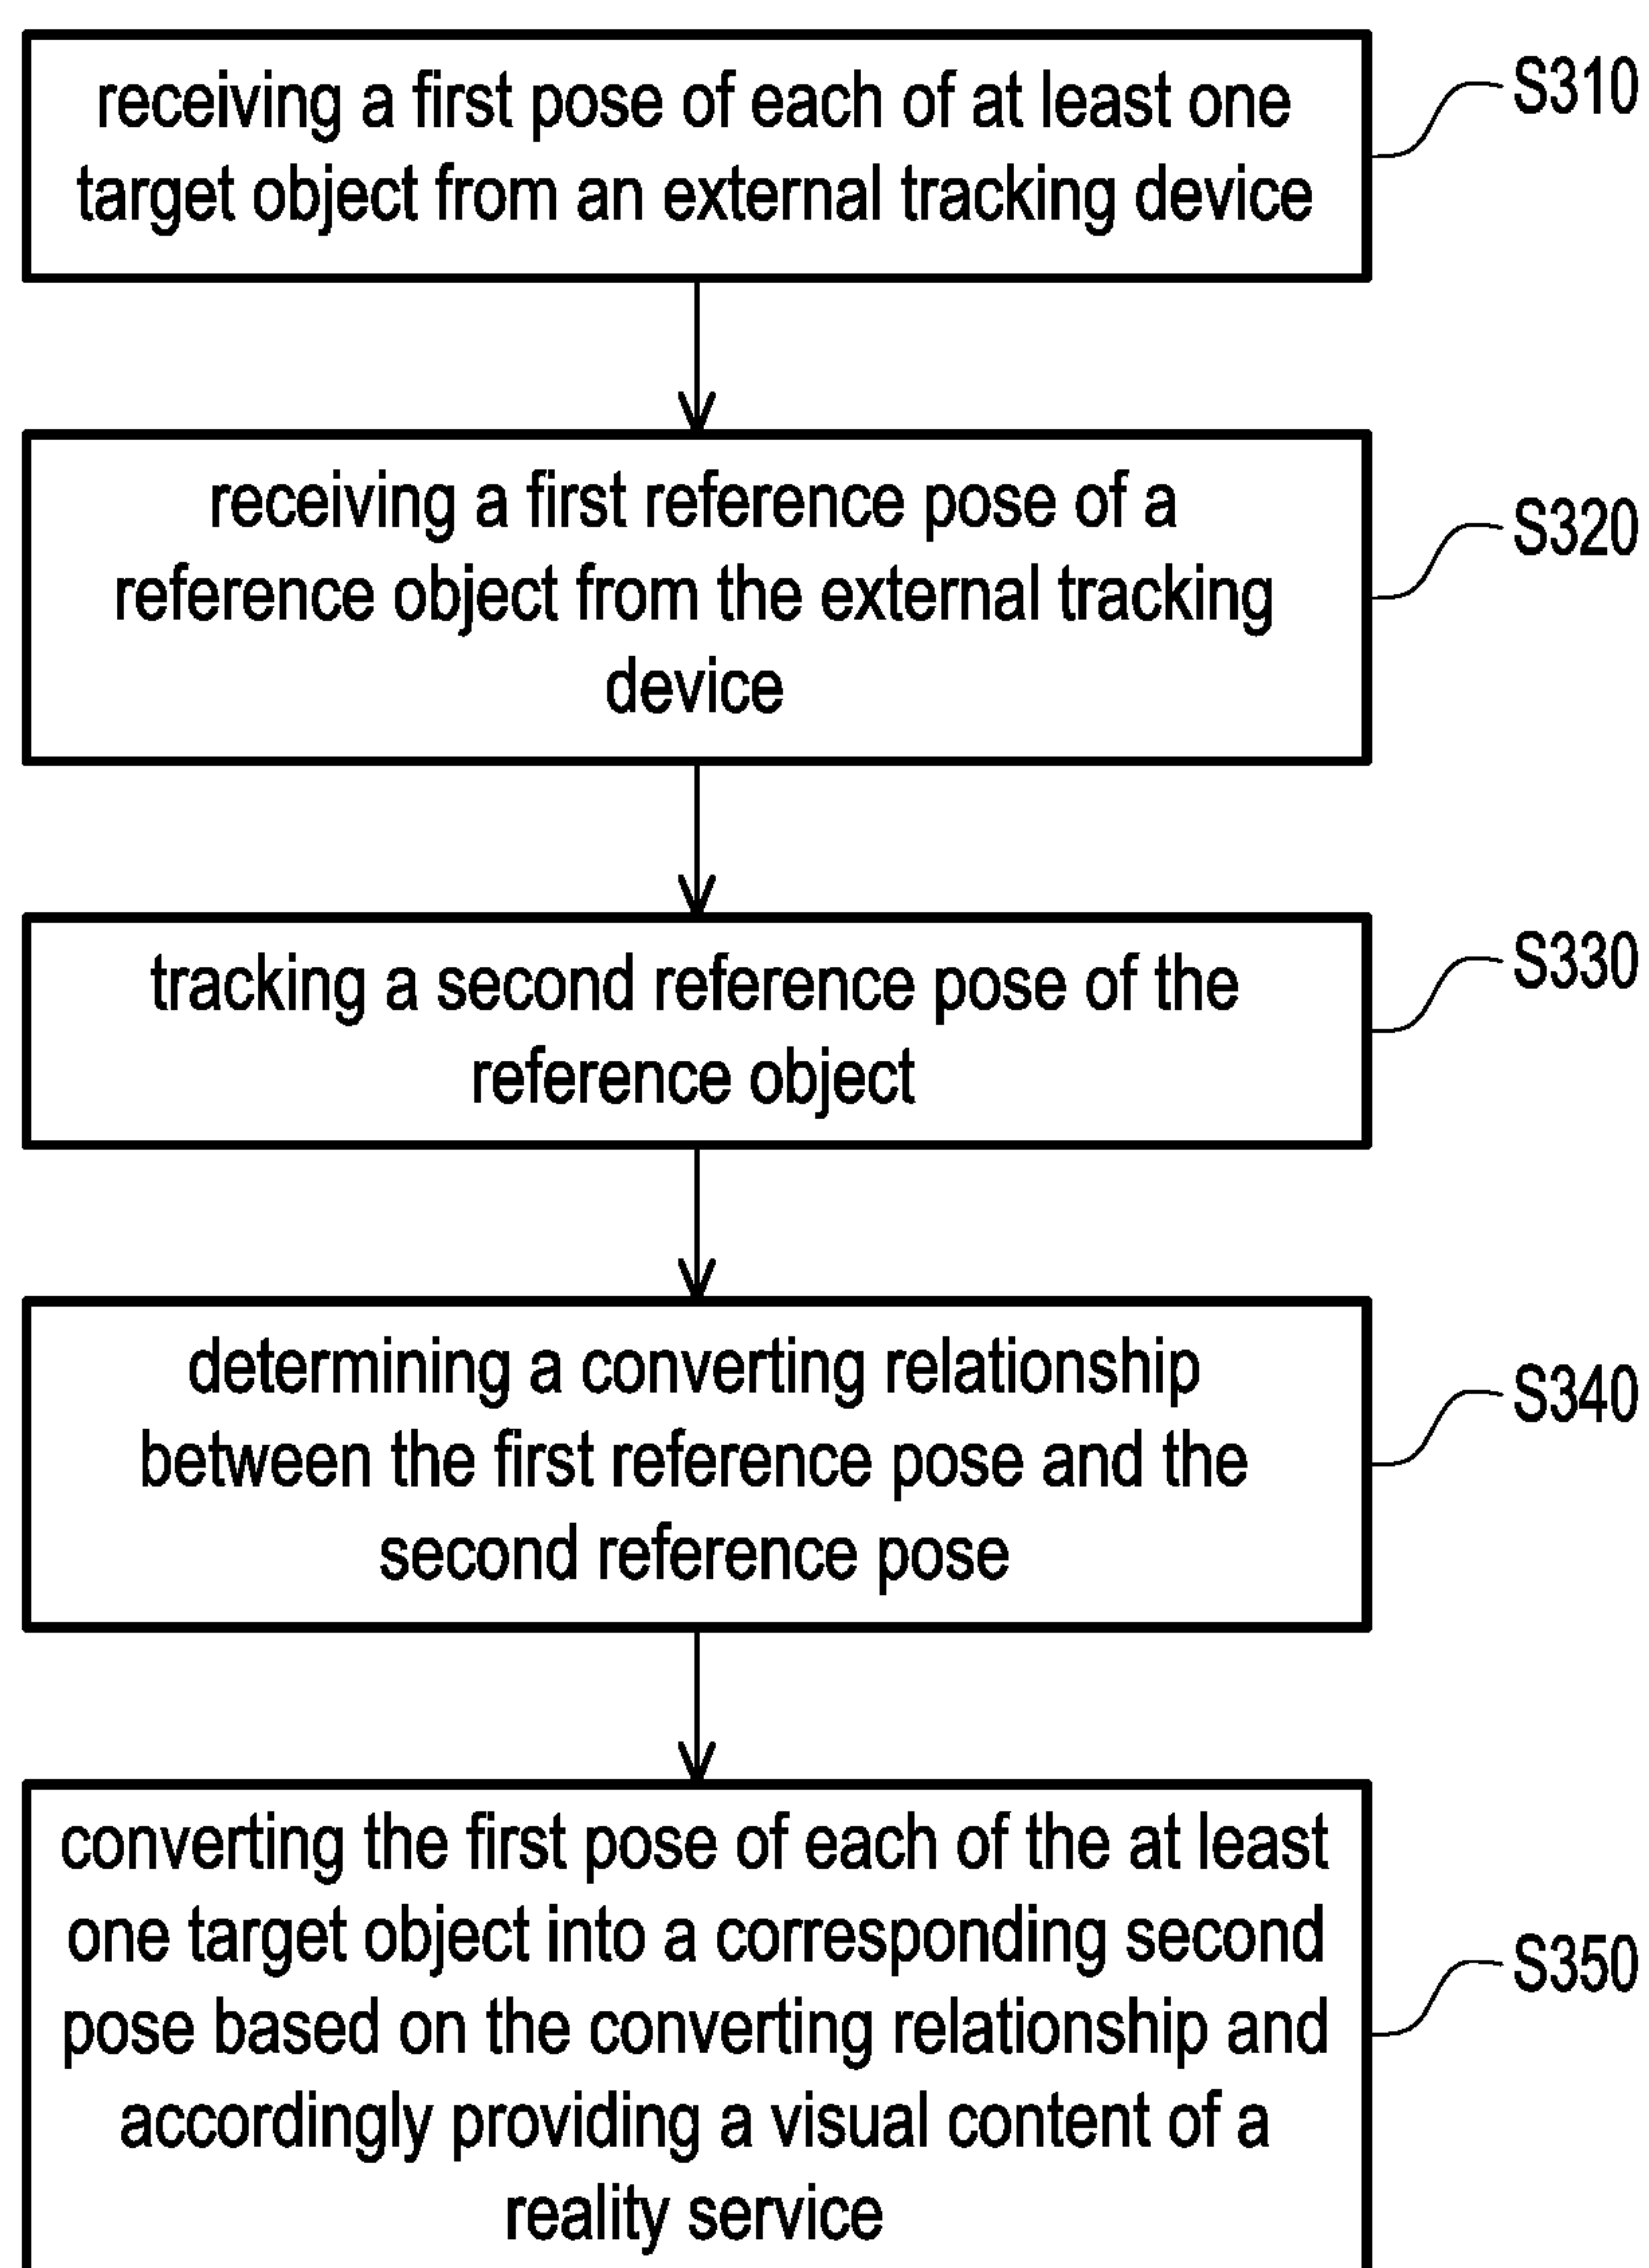 receiving a first pose of each of at least one
target object from an external tracking device
S310
receiving a first reference pose of a
reference object from the external tracking
device
S320
tracking a second reference pose of the
reference object
S330
determining a converting relationship
between the first reference pose and the
second reference pose
S340
converting the first pose of each of the at least
one target object into a corresponding second
pose based on the converting relationship and
accordingly providing a visual content of a
reality service
S350